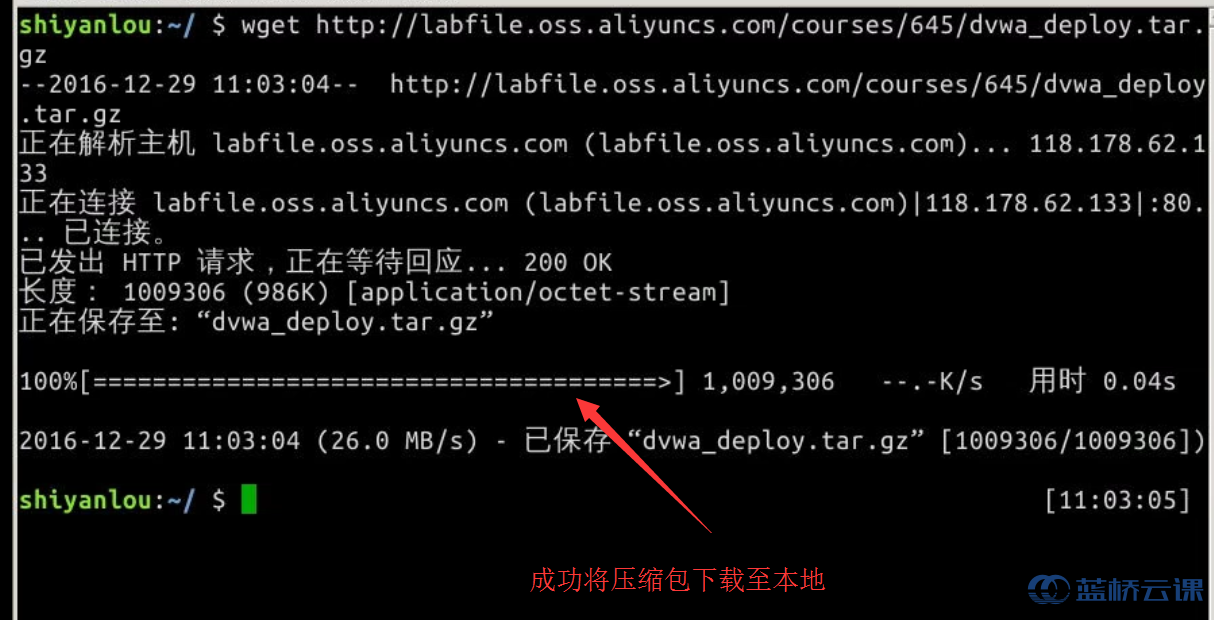 shiyanlou:~/ $ wget http://labfile.oss.aliyuncs.com/courses/645/dvwa_deploy.tar.
gz
--2016-12-29 11:03:04--  http://labfile.oss.aliyuncs.com/courses/645/dvwa_deploy
.tar.gz
正在解析主机 labfile.oss.aliyuncs.com (labfile.oss.aliyuncs.com)... 118.178.62.1
33
正在连接 labfile.oss.aliyuncs.com (labfile.oss.aliyuncs.com)|118.178.62.133|:80.
.. 已连接。
已发出 HTTP 请求，正在等待回应... 200 OK
长度： 1009306 (986K) [application/octet-stream]
正在保存至: “dvwa_deploy.tar.gz”
100%[======================================>] 1,009,306   --.-K/s   用时 0.04s
2016-12-29 11:03:04 (26.0 MB/s) - 已保存 “dvwa_deploy.tar.gz” [1009306/1009306])
shiyanlou:~/ $ [11:03:05]
成功将压缩包下载至本地
蓝桥云课